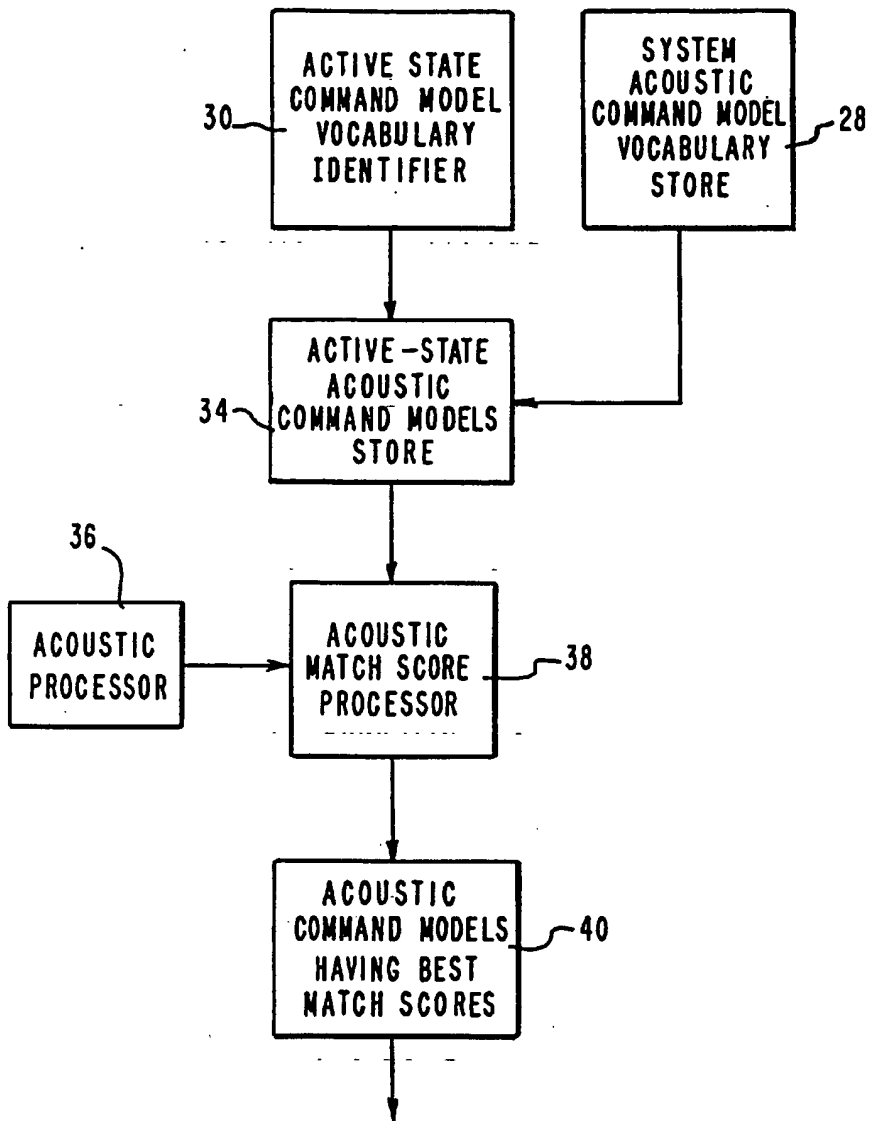 ACTIVE STATE
COMMAND MODEL
VOCABULARY
IDENTIFIER
30
SYSTEM
ACOUSTIC
COMMAND MODEL
VOCABULARY
STORE
28
ACTIVE-STATE
ACOUSTIC
COMMAND MODELS
STORE
34
36
ACOUSTIC
PROCESSOR
ACOUSTIC
MATCH SCORE
PROCESSOR
38
ACOUSTIC
COMMAND MODELS
HAVING BEST
MATCH SCORES
40